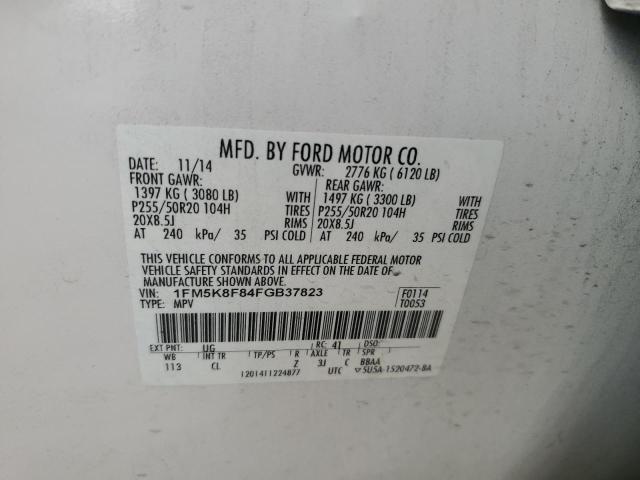 MFD. BY FORD MOTOR CO.
DATE: 11/14 GVWR: 2776 KG ( 6120 LB)
FRONT GAWR: REAR GAWR:
1397 KG ( 3080 LB) WITH 1497 KG ( 3300 LB) WITH
P255/50R20 104H TIRES P255/50R20 104H TIRES
20X8.5J RIMS 20X8.5J RIMS
AT 240 kPa/ 35 PSI COLD AT 240 kPa/ 35 PSI COLD
THIS VEHICLE CONFORMS TO ALL APPLICABLE FEDERAL MOTOR
VEHICLE SAFETY STANDARDS IN EFFECT ON THE DATE OF
MANUFACTURE SHOWN ABOVE.
VIN: 1FM5K8F84FGB37823 F0114
TYPE: MPV T0053
EXT PNT: UG RC: 41 DSO:
WB INT TR TP/PS R AXLE TR SPR
113 CL Z 3J C BBAA
1201411224877 UTC ▽ 5U5A-1520472-BA